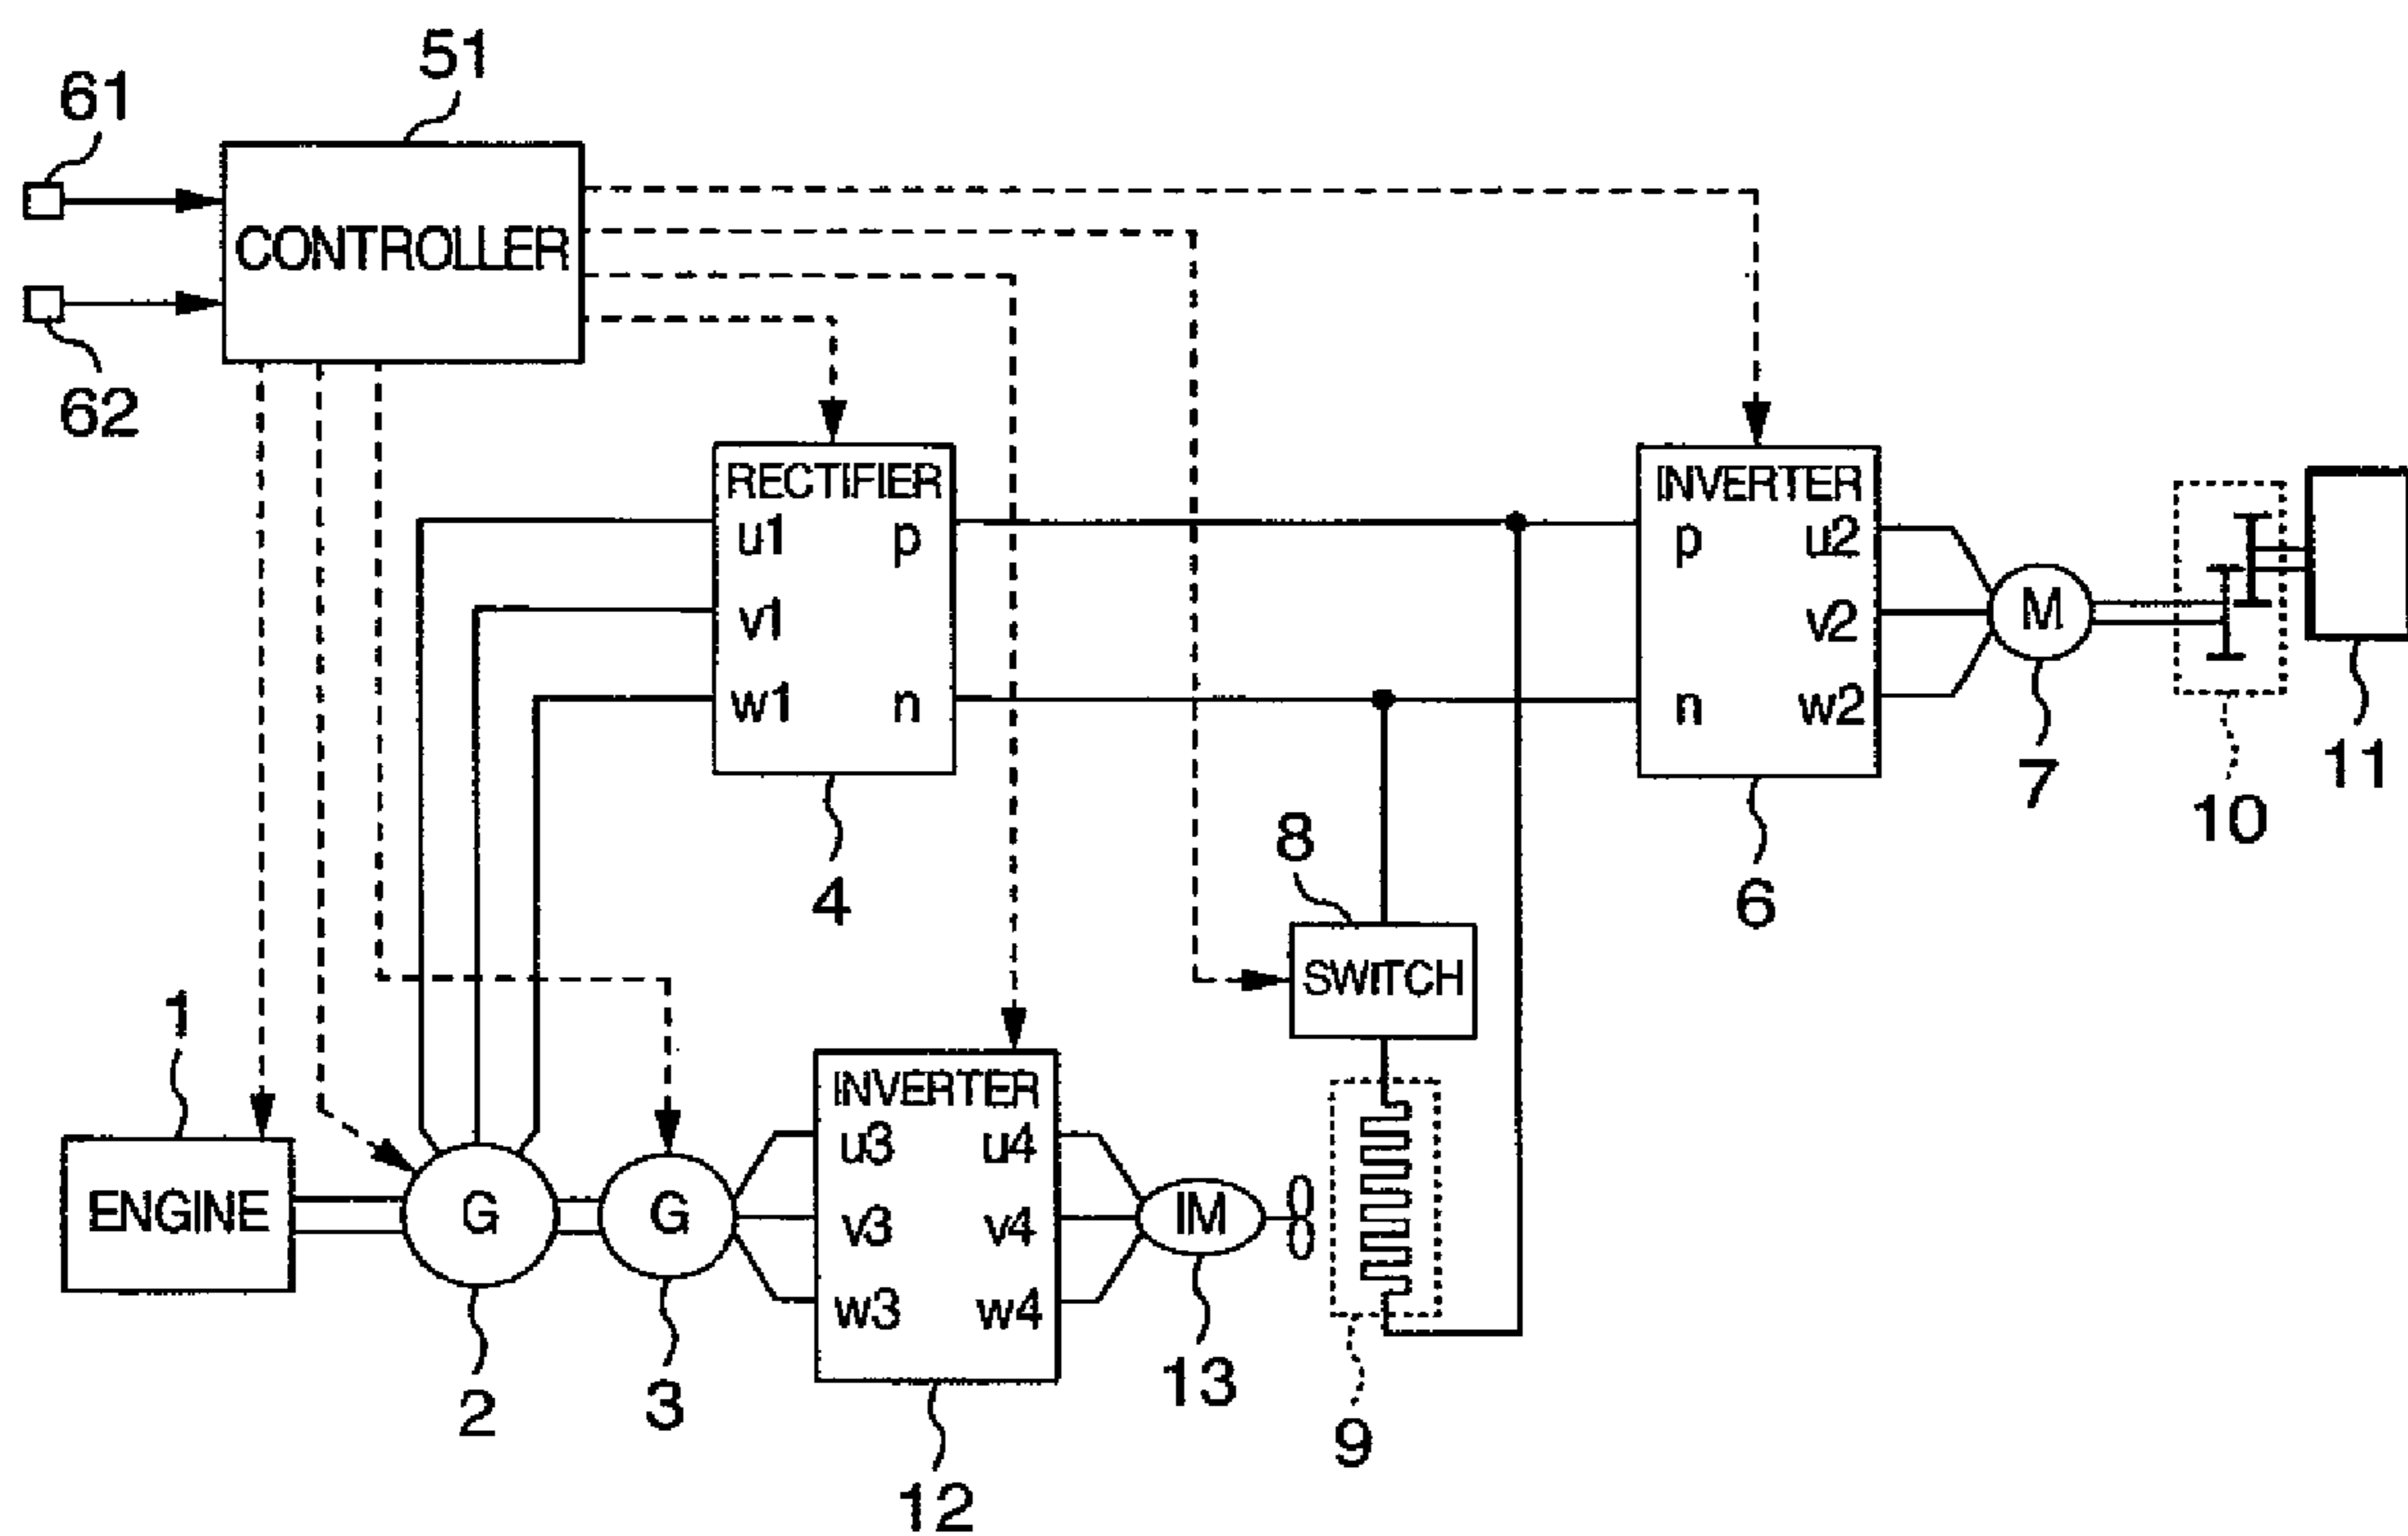 51
61
CONTROLLER
62
RECTIFIER
u1 p
v1
w1 n
4
INVERTER
p u2
v2
n w2
6
M
7
10
11
8
SWITCH
1
ENGINE
G
2
G
3
INVERTER
u3 u4
v3 v4
w3 w4
12
IM
13
9